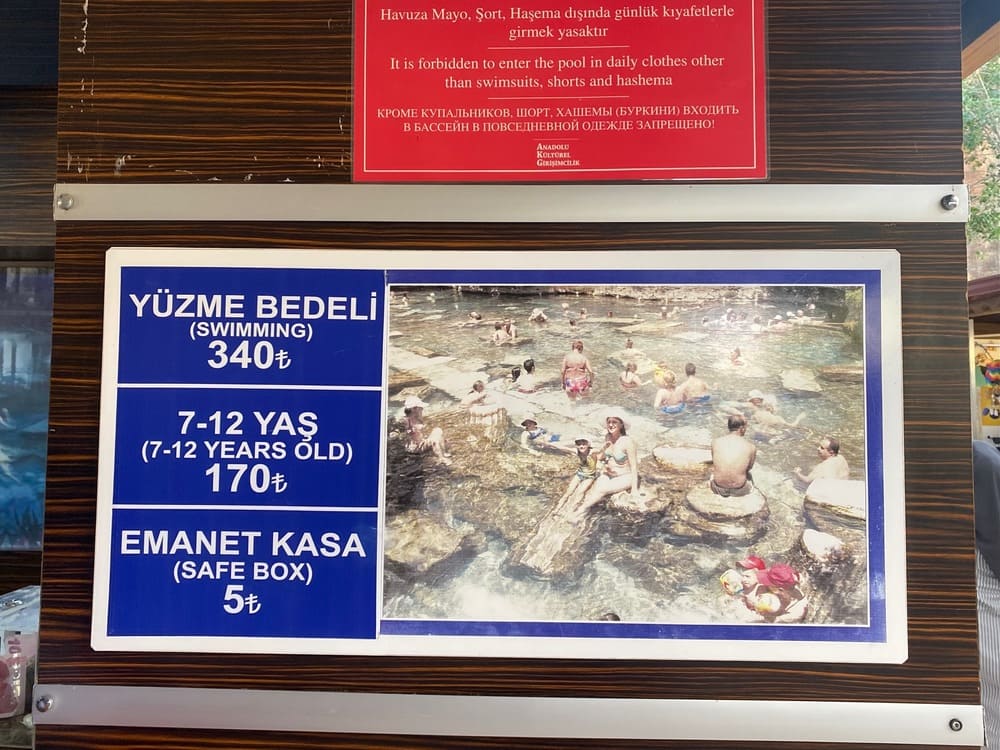 Havuza Mayo, Şort, Haşema dışında günlük kıyafetlerle
girmek yasaktır
It is forbidden to enter the pool in daily clothes other
than swimsuits, shorts and hashema
КРОМЕ КУПАЛЬНИКОВ, ШОРТ, ХАШЕМЫ (БУРКИНИ) ВХОДИТЬ
В БАССЕЙН В ПОВСЕДНЕВНОЙ ОДЕЖДЕ ЗАПРЕЩЕНО!
ANADOLU
KÜLTÜREL
GİRİŞİMCİLİK
YÜZME BEDELİ
(SWIMMING)
340₺
7-12 YAŞ
(7-12 YEARS OLD)
170₺
EMANET KASA
(SAFE BOX)
5₺